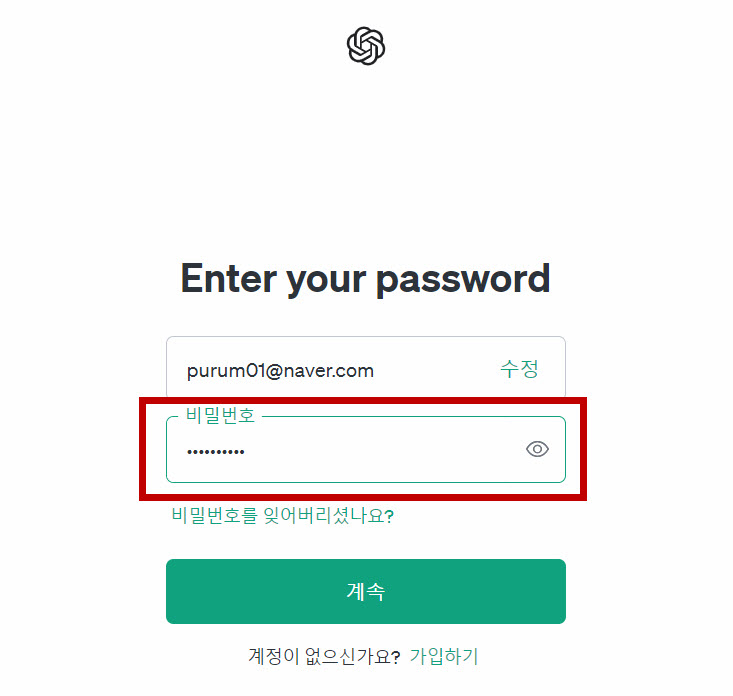 Enter your password
purum01@naver.com 수정
비밀번호
••••••••••
비밀번호를 잊어버리셨나요?
계속
계정이 없으신가요? 가입하기